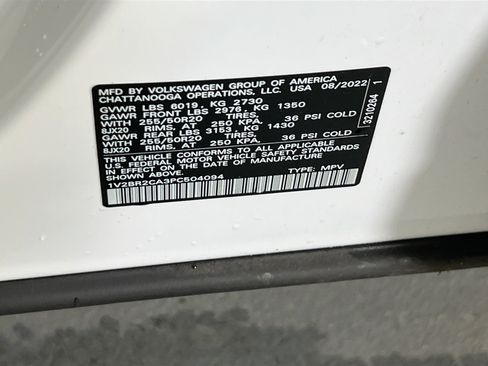 MFD BY VOLKSWAGEN GROUP OF AMERICA
CHATTANOOGA OPERATIONS, LLC. USA 08/2022
GVWR LBS 6019, KG 2730
GAWR FRONT LBS 2976, KG 1350
WITH 255/50R20 TIRES,
8JX20 RIMS, AT 250 KPA, 36 PSI COLD
GAWR REAR LBS 3153, KG 1430
WITH 255/50R20 TIRES,
8JX20 RIMS, AT 250 KPA, 36 PSI COLD
THIS VEHICLE CONFORMS TO ALL APPLICABLE
U.S. FEDERAL MOTOR VEHICLE SAFETY STANDARDS
IN EFFECT ON THE DATE OF MANUFACTURE
SHOWN ABOVE.
1V2BR2CA3PC504094 TYPE: MPV
3210264 1